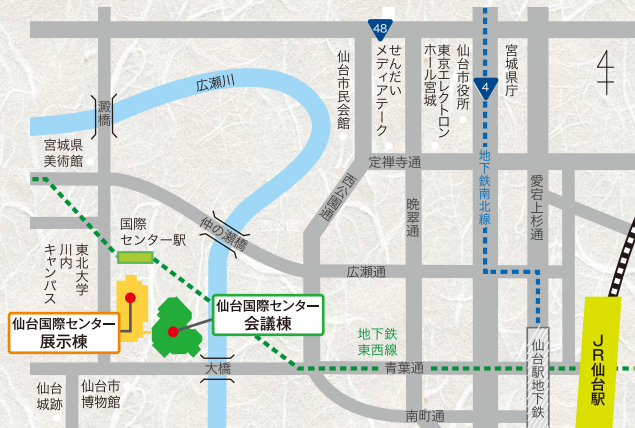 48
4
仙台市民会館
せんだい
メディアテーク
東京エレクトロン
ホール宮城
仙台市役所
宮城県庁
広瀬川
澱橋
宮城県
美術館
定禅寺通
地下鉄南北線
西公園通
晩翠通
愛宕上杉通
国際
センター駅
仲の瀬橋
東北大学
川内
キャンパス
広瀬通
仙台国際センター
会議棟
仙台国際センター
展示棟
地下鉄
東西線
大橋
青葉通
仙台駅地下鉄
JR仙台駅
仙台
城跡
仙台市
博物館
南町通